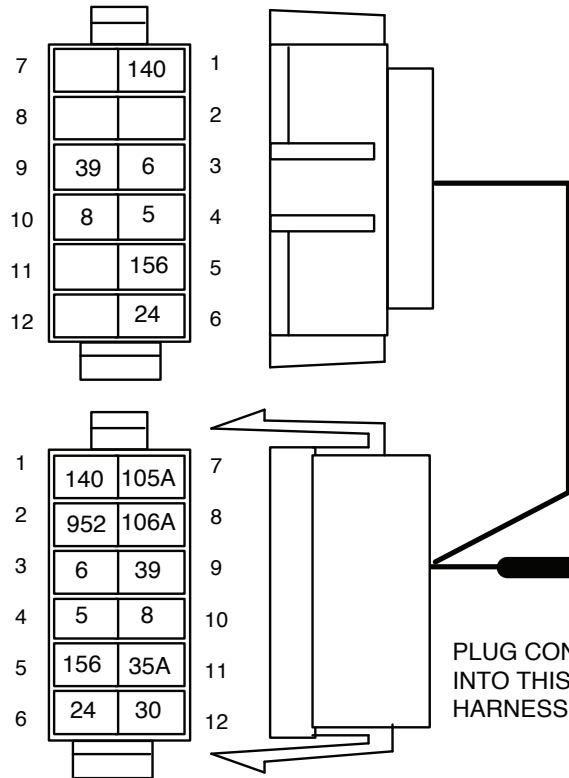 7 140 1
8 2
9 39 6 3
10 8 5 4
11 156 5
12 24 6
1 140 105A 7
2 952 106A 8
3 6 39 9
4 5 8 10
5 156 35A 11
6 24 30 12
PLUG CON
INTO THIS
HARNESS